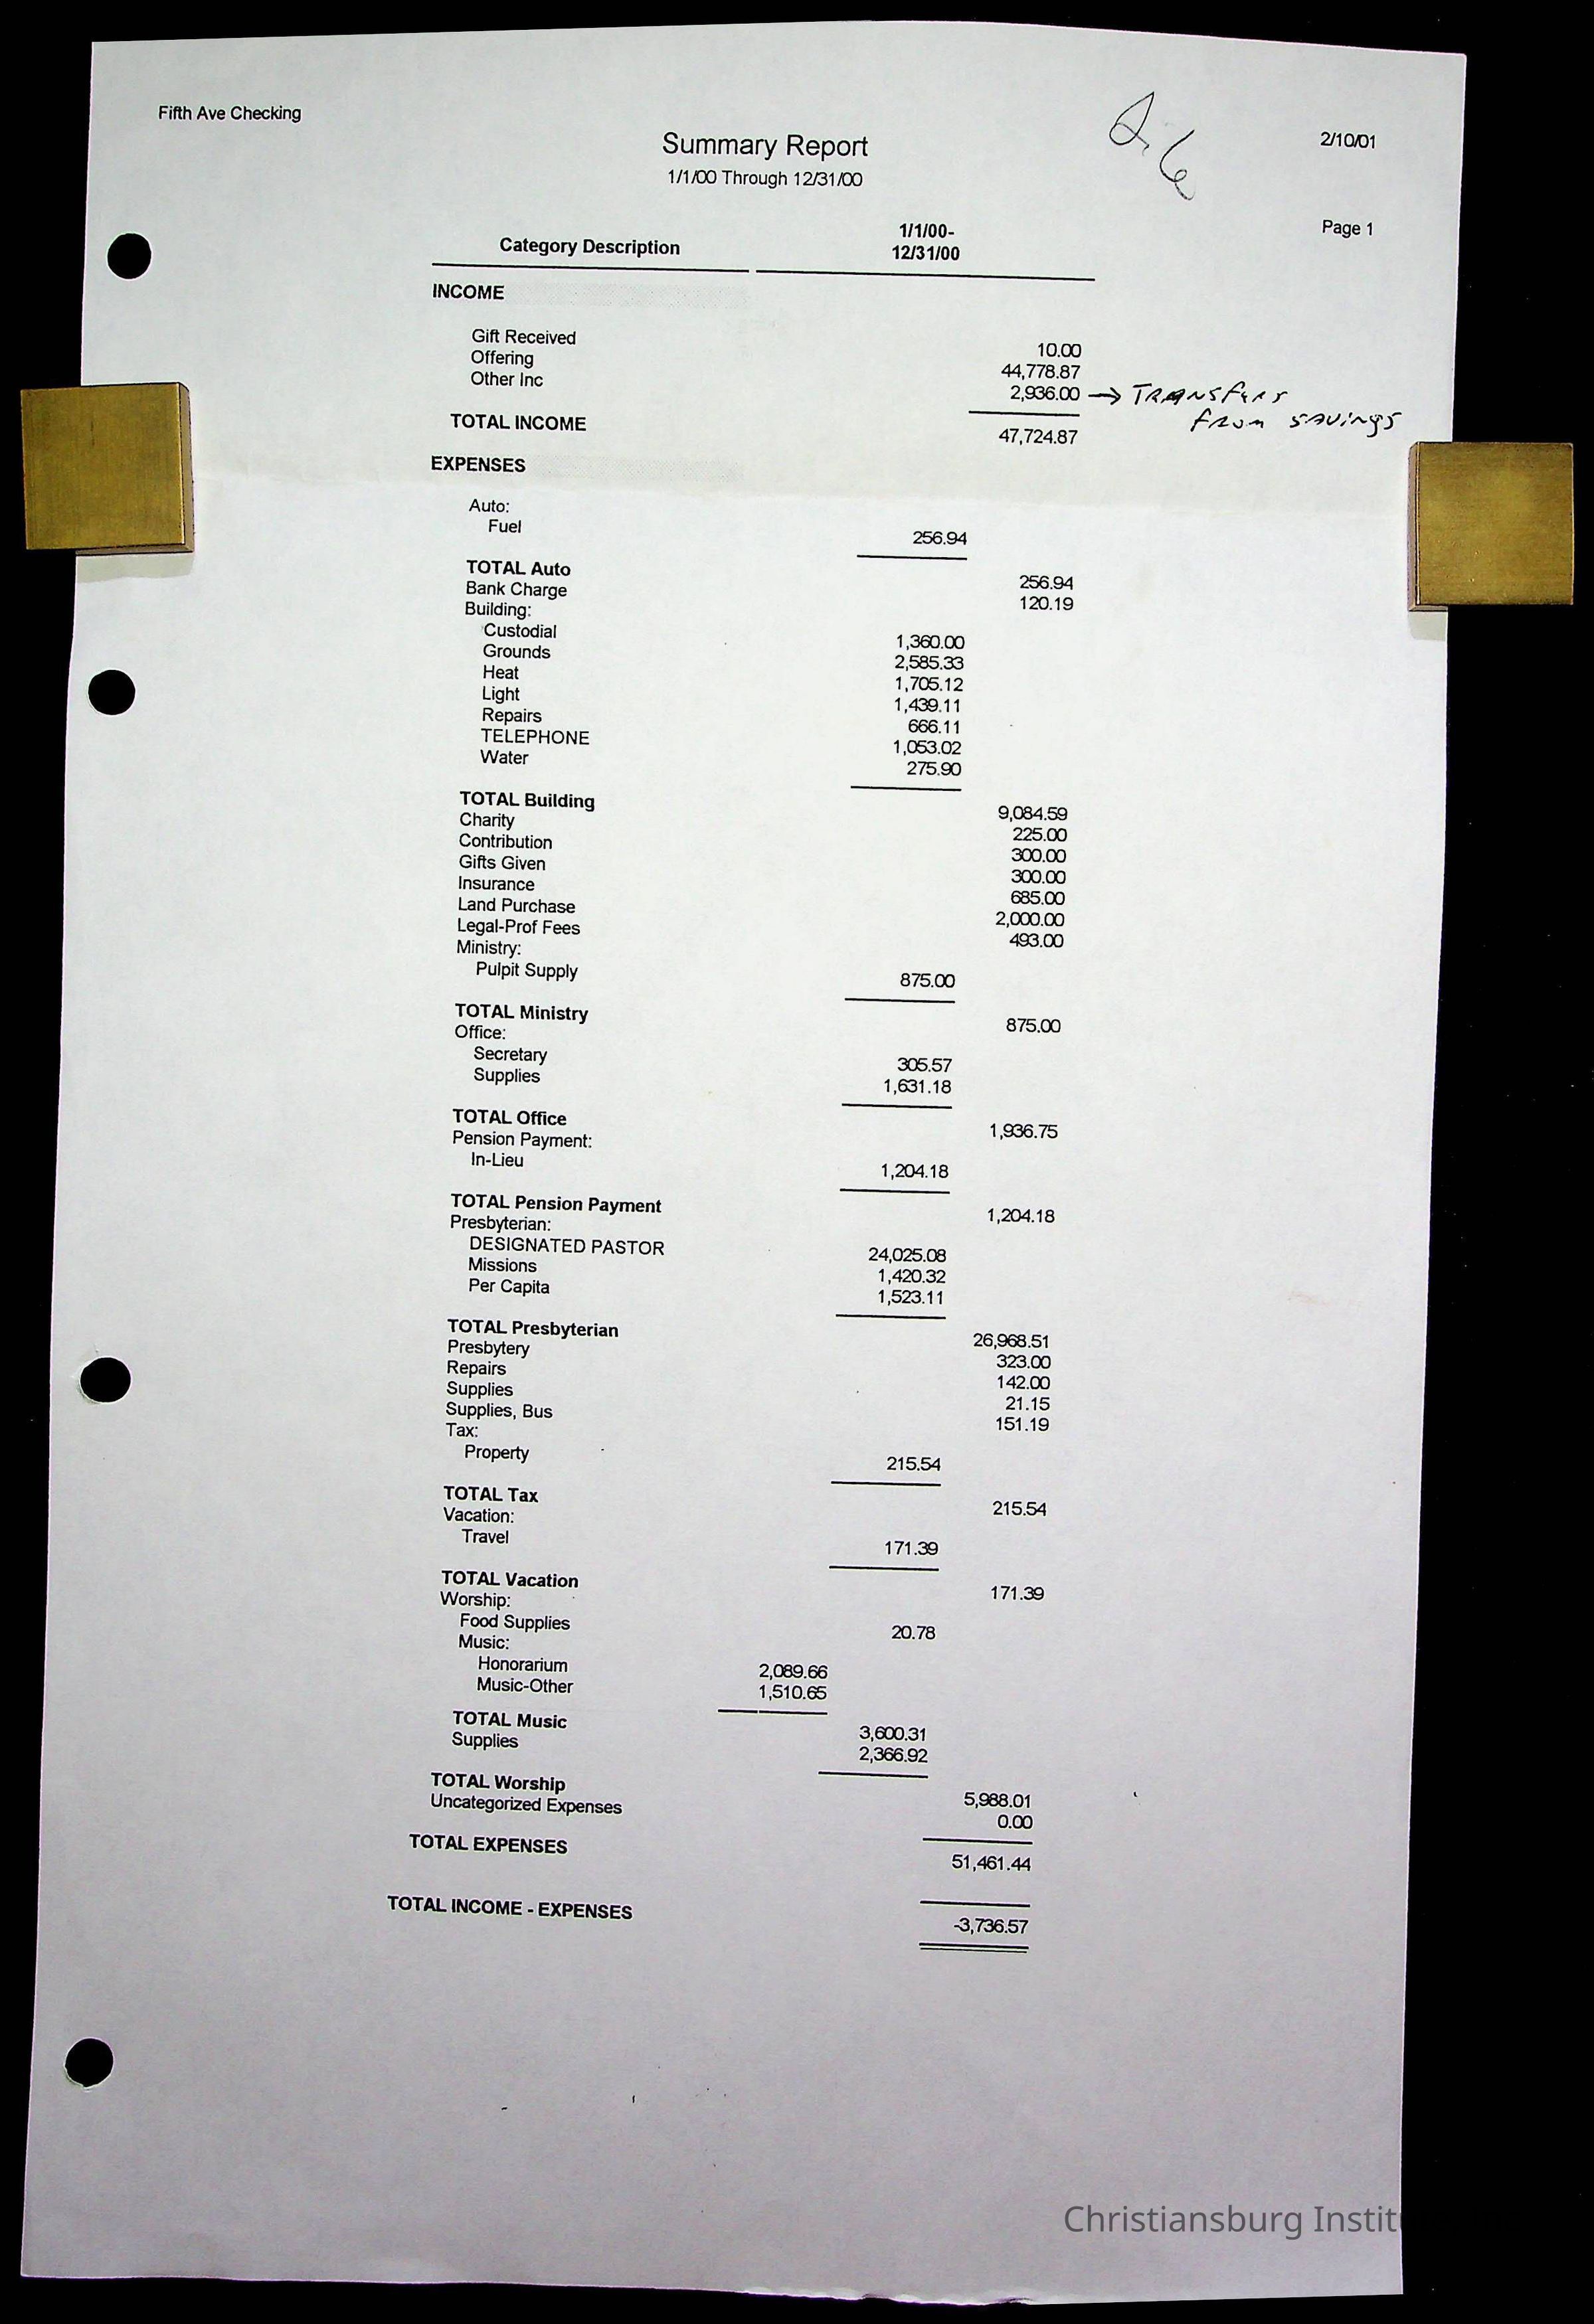 Fifth Ave Checking
Summary Report
2/10/01
1/1/00 Through 12/31/00
Page 1
Category Description 1/1/00-
12/31/00
INCOME
Gift Received 10.00
Offering 44,778.87
Other Inc 2,936.00 → TRANSfers
from SAVINGS
TOTAL INCOME 47,724.87
EXPENSES
Auto:
Fuel 256.94
TOTAL Auto 256.94
Bank Charge 120.19
Building:
Custodial 1,360.00
Grounds 2,585.33
Heat 1,705.12
Light 1,439.11
Repairs 666.11
TELEPHONE 1,053.02
Water 275.90
TOTAL Building 9,084.59
Charity 225.00
Contribution 300.00
Gifts Given 300.00
Insurance 685.00
Land Purchase 2,000.00
Legal-Prof Fees 493.00
Ministry:
Pulpit Supply 875.00
TOTAL Ministry 875.00
Office:
Secretary 305.57
Supplies 1,631.18
TOTAL Office 1,936.75
Pension Payment:
In-Lieu 1,204.18
TOTAL Pension Payment 1,204.18
Presbyterian:
DESIGNATED PASTOR 24,025.08
Missions 1,420.32
Per Capita 1,523.11
TOTAL Presbyterian 26,968.51
Presbytery 323.00
Repairs 142.00
Supplies 21.15
Supplies, Bus 151.19
Tax:
Property 215.54
TOTAL Tax 215.54
Vacation:
Travel 171.39
TOTAL Vacation 171.39
Worship:
Food Supplies 20.78
Music:
Honorarium 2,089.66
Music-Other 1,510.65
TOTAL Music 3,600.31
Supplies 2,366.92
TOTAL Worship 5,988.01
Uncategorized Expenses 0.00
TOTAL EXPENSES 51,461.44
TOTAL INCOME - EXPENSES -3,736.57
Christiansburg